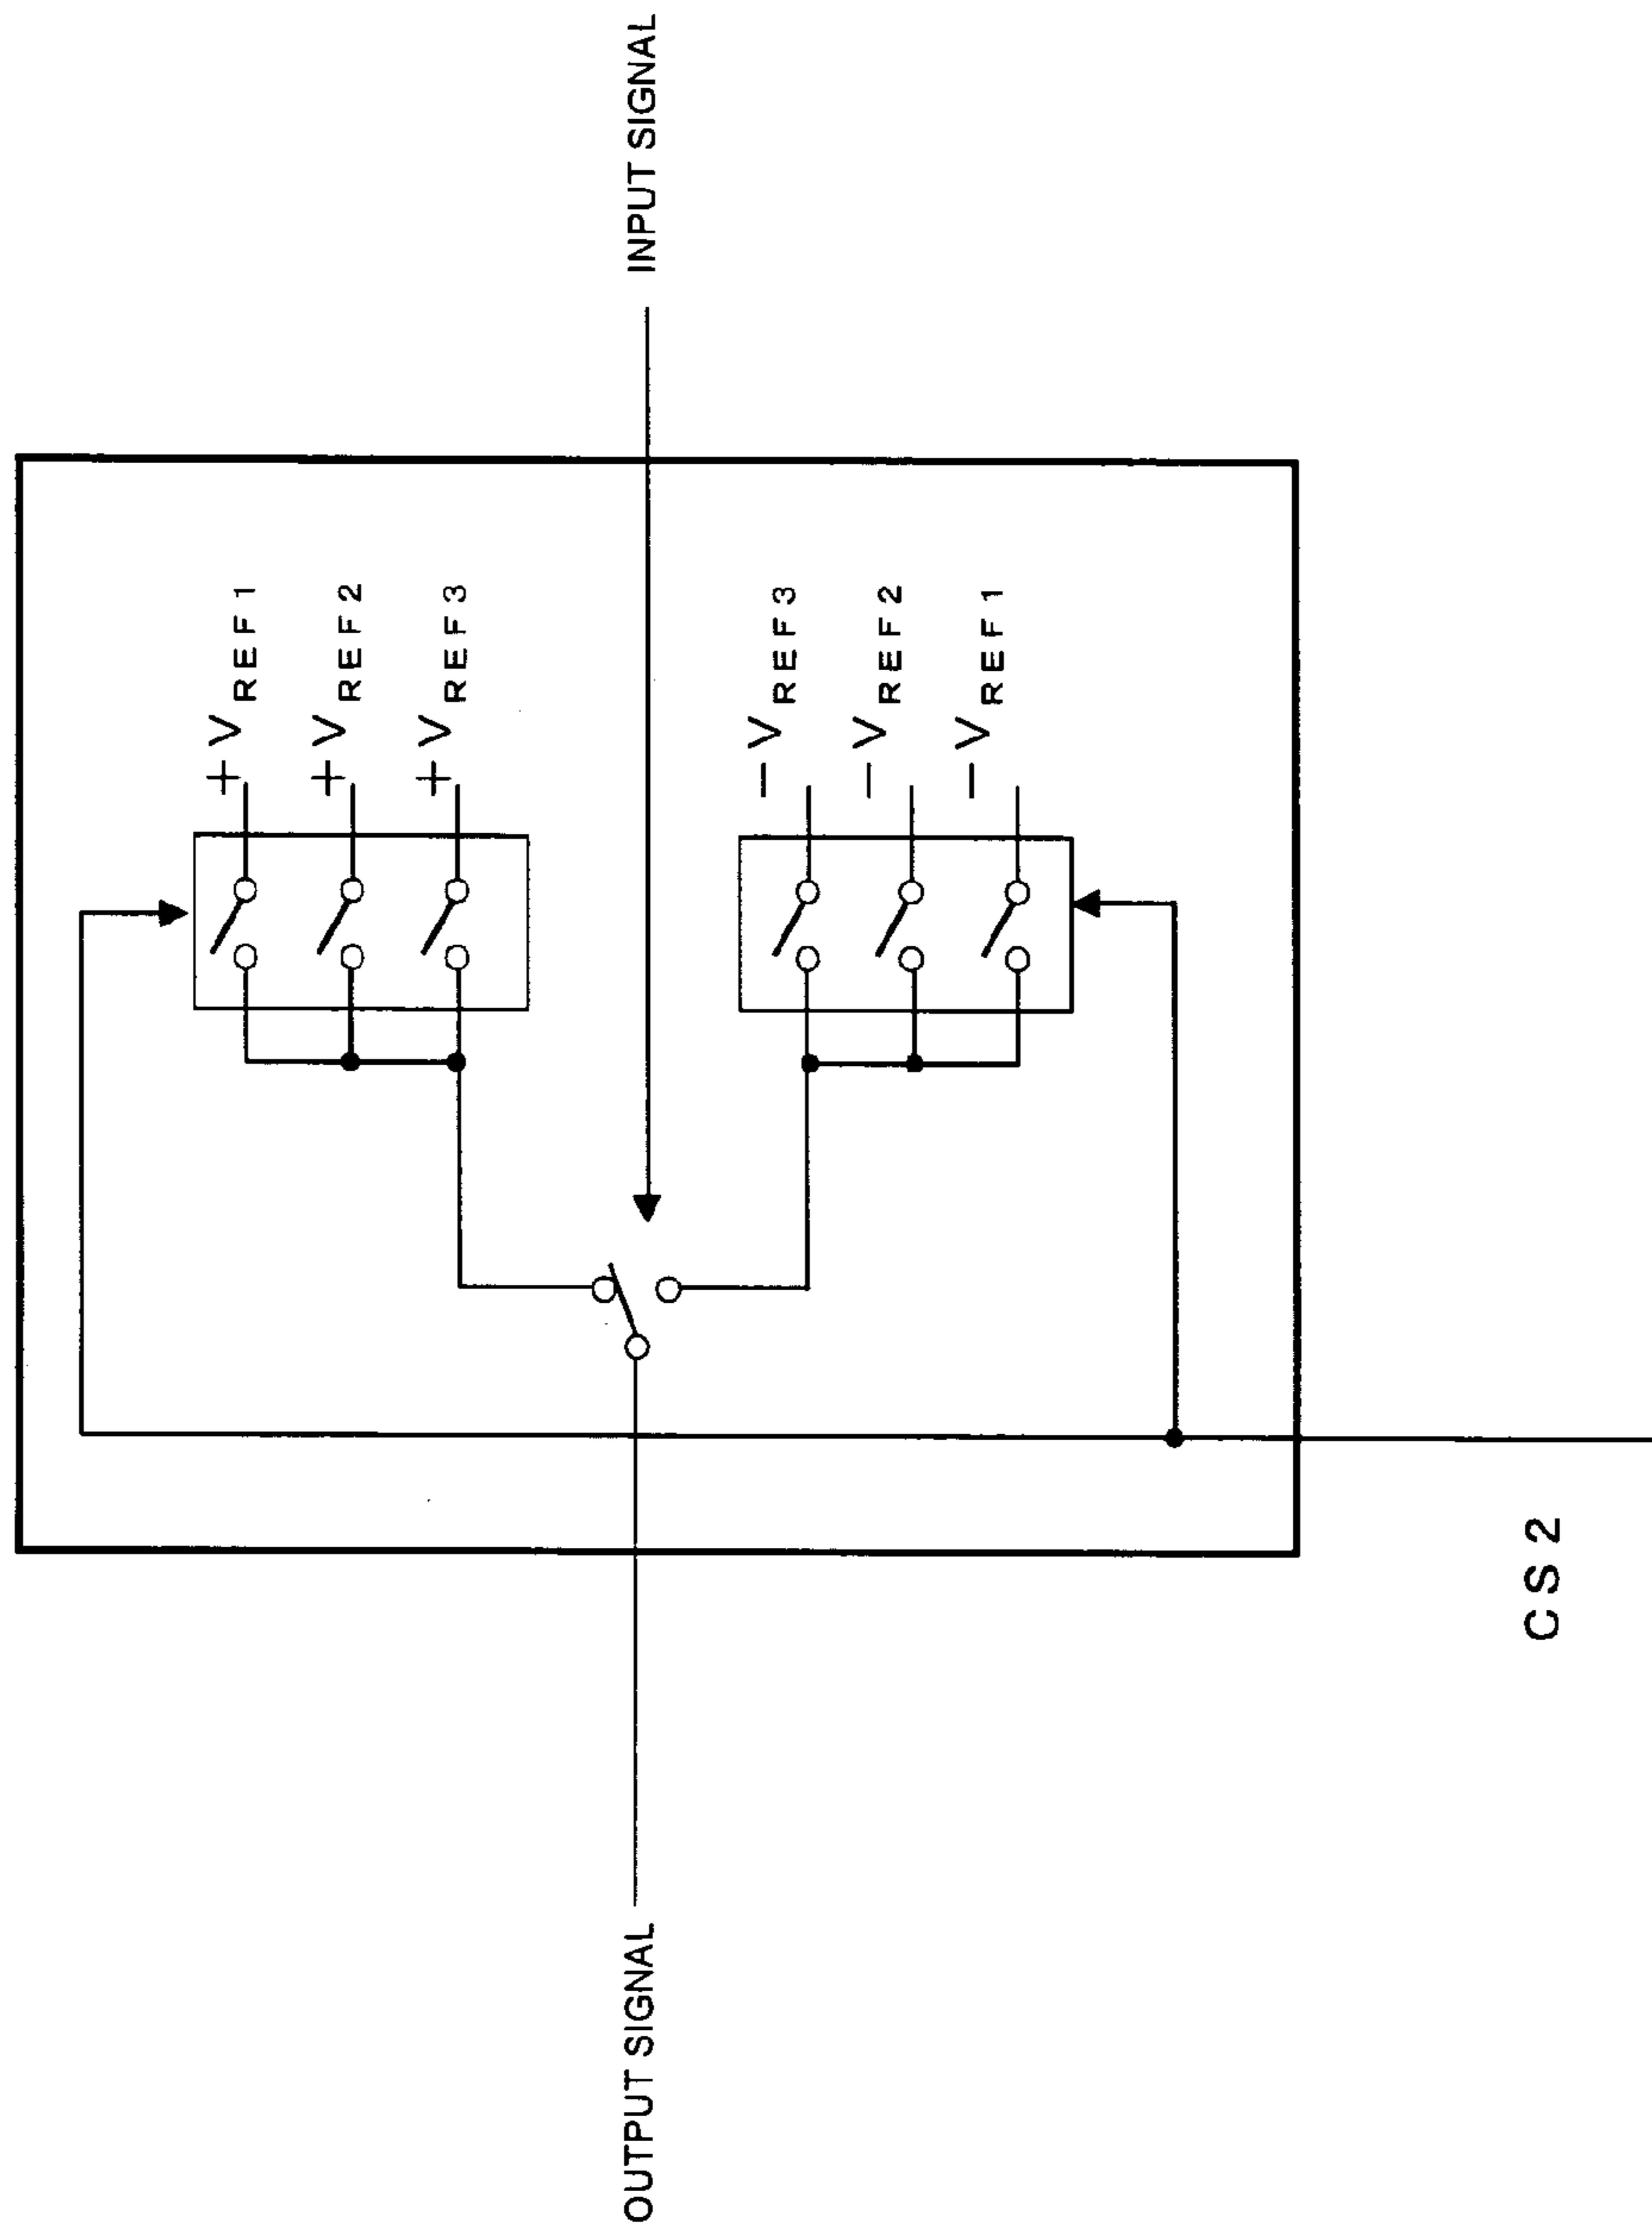 INPUT SIGNAL
+VREF1
+VREF2
+VREF3
-VREF3
-VREF2
-VREF1
CS2
OUTPUT SIGNAL